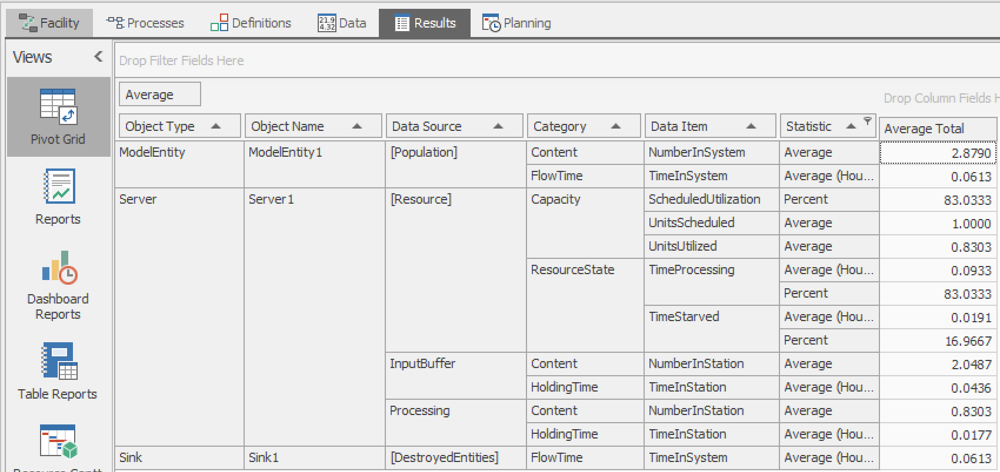 Facility Processes Definitions 21.9 4.32 Data Results Planning
Views
Pivot Grid
Reports
Dashboard
Reports
Table Reports
Drop Filter Fields Here
Average
Drop Column Fields H
Object Type Object Name Data Source Category Data Item Statistic Average Total
ModelEntity ModelEntity1 [Population] Content NumberInSystem Average 2.8790
FlowTime TimeInSystem Average (Hou... 0.0613
Server Server1 [Resource] Capacity ScheduledUtilization Percent 83.0333
UnitsScheduled Average 1.0000
UnitsUtilized Average 0.8303
ResourceState TimeProcessing Average (Hou... 0.0933
Percent 83.0333
TimeStarved Average (Hou... 0.0191
Percent 16.9667
InputBuffer Content NumberInStation Average 2.0487
HoldingTime TimeInStation Average (Hou... 0.0436
Processing Content NumberInStation Average 0.8303
HoldingTime TimeInStation Average (Hou... 0.0177
Sink Sink1 [DestroyedEntities] FlowTime TimeInSystem Average (Hou... 0.0613